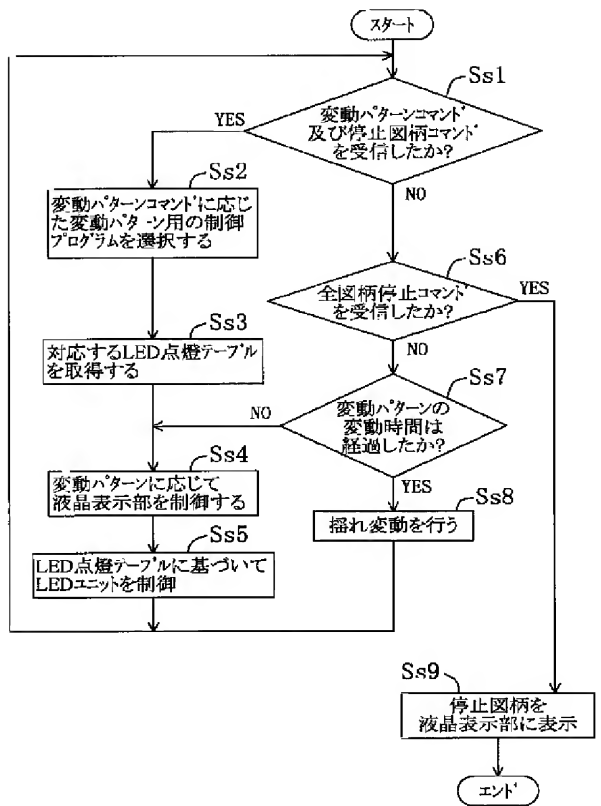 スタート
Ss1
変動パターンコマンド
及び停止図柄コマンド
を受信したか?
YES
NO
Ss2
変動パターンコマンドに応じ
た変動パターン用の制御
プログラムを選択する
Ss6
全図柄停止コマンド
を受信したか?
YES
NO
Ss3
対応するLED点燈テーブル
を取得する
Ss7
変動パターンの
変動時間は
経過したか?
NO
YES
Ss4
変動パターンに応じて
液晶表示部を制御する
Ss8
揺れ変動を行う
Ss5
LED点燈テーブルに基づいて
LEDユニットを制御
Ss9
停止図柄を
液晶表示部に表示
エンド